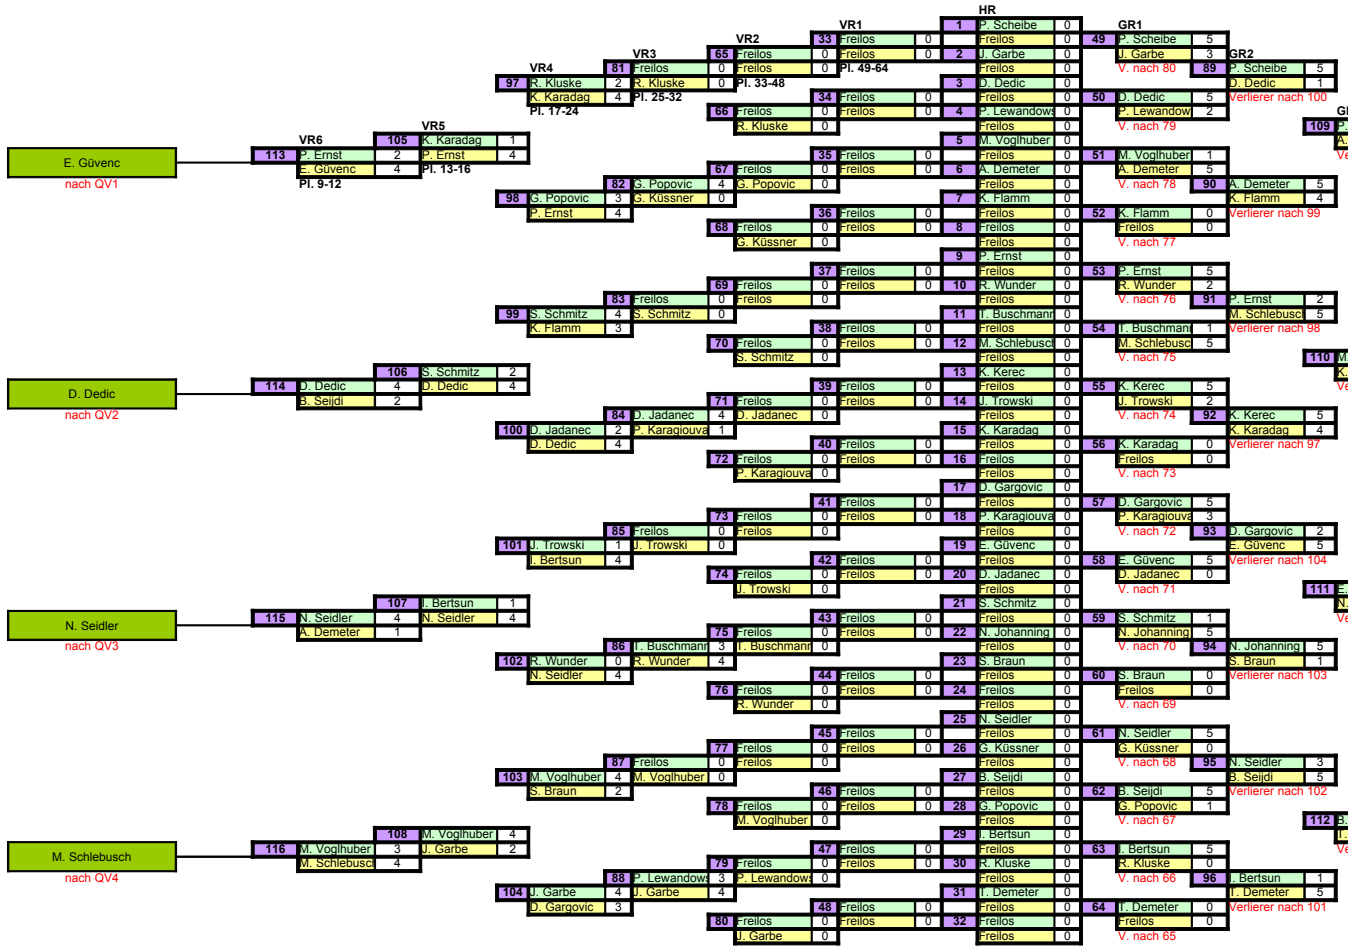 HR
VR1 1 P. Scheibe 0 GR1
VR2 33 Freilos 0 Freilos 0 49 P. Scheibe 5
VR3 65 Freilos 0 Freilos 0 2 J. Garbe 0 J. Garbe 3 GR2
VR4 81 Freilos 0 Freilos 0 Pl. 49-64 Freilos 0 V. nach 80 89 P. Scheibe 5
97 R. Kluske 2 R. Kluske 0 Pl. 33-48 3 D. Dedic 0 D. Dedic 1
K. Karadag 4 Pl. 25-32 34 Freilos 0 Freilos 0 50 D. Dedic 5 Verlierer nach 100
Pl. 17-24 66 Freilos 0 Freilos 0 4 P. Lewandows 0 P. Lewandow 2
VR5 R. Kluske 0 Freilos 0 V. nach 79 109 P.
VR6 105 K. Karadag 1 5 M. Voglhuber 0 A.
E. Güvenc 113 P. Ernst 2 P. Ernst 4 35 Freilos 0 Freilos 0 51 M. Voglhuber 1 Ve
E. Güvenc 4 Pl. 13-16 67 Freilos 0 Freilos 0 6 A. Demeter 0 A. Demeter 5
nach QV1 Pl. 9-12 82 G. Popovic 4 G. Popovic 0 Freilos 0 V. nach 78 90 A. Demeter 5
98 G. Popovic 3 G. Küssner 0 7 K. Flamm 0 K. Flamm 4
P. Ernst 4 36 Freilos 0 Freilos 0 52 K. Flamm 0 Verlierer nach 99
68 Freilos 0 Freilos 0 8 Freilos 0 Freilos 0
G. Küssner 0 Freilos 0 V. nach 77
9 P. Ernst 0
37 Freilos 0 Freilos 0 53 P. Ernst 5
69 Freilos 0 Freilos 0 10 R. Wunder 0 R. Wunder 2
83 Freilos 0 Freilos 0 Freilos 0 V. nach 76 91 P. Ernst 2
99 S. Schmitz 4 S. Schmitz 0 11 T. Buschmann 0 M. Schlebusch 5
K. Flamm 3 38 Freilos 0 Freilos 0 54 T. Buschmann 1 Verlierer nach 98
70 Freilos 0 Freilos 0 12 M. Schlebusch 0 M. Schlebusc 5
S. Schmitz 0 Freilos 0 V. nach 75 110 M.
106 S. Schmitz 2 13 K. Kerec 0 K.
D. Dedic 114 D. Dedic 4 D. Dedic 4 39 Freilos 0 Freilos 0 55 K. Kerec 5 Ve
B. Seijdi 2 71 Freilos 0 Freilos 0 14 J. Trowski 0 J. Trowski 2
nach QV2 84 D. Jadanec 4 D. Jadanec 0 Freilos 0 V. nach 74 92 K. Kerec 5
100 D. Jadanec 2 P. Karagiouva 1 15 K. Karadag 0 K. Karadag 4
D. Dedic 4 40 Freilos 0 Freilos 0 56 K. Karadag 0 Verlierer nach 97
72 Freilos 0 Freilos 0 16 Freilos 0 Freilos 0
P. Karagiouva 0 Freilos 0 V. nach 73
17 D. Gargovic 0
41 Freilos 0 Freilos 0 57 D. Gargovic 5
73 Freilos 0 Freilos 0 18 P. Karagiouva 0 P. Karagiouva 3
85 Freilos 0 Freilos 0 Freilos 0 V. nach 72 93 D. Gargovic 2
101 J. Trowski 1 J. Trowski 0 19 E. Güvenc 0 E. Güvenc 5
I. Bertsun 4 42 Freilos 0 Freilos 0 58 E. Güvenc 5 Verlierer nach 104
74 Freilos 0 Freilos 0 20 D. Jadanec 0 D. Jadanec 0
J. Trowski 0 Freilos 0 V. nach 71 111 E.
107 I. Bertsun 1 21 S. Schmitz 0 N.
N. Seidler 115 N. Seidler 4 N. Seidler 4 43 Freilos 0 Freilos 0 59 S. Schmitz 1 Ve
A. Demeter 1 75 Freilos 0 Freilos 0 22 N. Johanning 0 N. Johanning 5
nach QV3 86 T. Buschmann 3 T. Buschmann 0 Freilos 0 V. nach 70 94 N. Johanning 5
102 R. Wunder 0 R. Wunder 4 23 S. Braun 0 S. Braun 1
N. Seidler 4 44 Freilos 0 Freilos 0 60 S. Braun 0 Verlierer nach 103
76 Freilos 0 Freilos 0 24 Freilos 0 Freilos 0
R. Wunder 0 Freilos 0 V. nach 69
25 N. Seidler 0
45 Freilos 0 Freilos 0 61 N. Seidler 5
77 Freilos 0 Freilos 0 26 G. Küssner 0 G. Küssner 0
87 Freilos 0 Freilos 0 Freilos 0 V. nach 68 95 N. Seidler 3
103 M. Voglhuber 4 M. Voglhuber 0 27 B. Seijdi 0 B. Seijdi 5
S. Braun 2 46 Freilos 0 Freilos 0 62 B. Seijdi 5 Verlierer nach 102
78 Freilos 0 Freilos 0 28 G. Popovic 0 G. Popovic 1
M. Voglhuber 0 Freilos 0 V. nach 67 112 B.
108 M. Voglhuber 4 29 I. Bertsun 0 T.
M. Schlebusch 116 M. Voglhuber 3 J. Garbe 2 47 Freilos 0 Freilos 0 63 I. Bertsun 5 Ve
M. Schlebusch 4 79 Freilos 0 Freilos 0 30 R. Kluske 0 R. Kluske 0
nach QV4 88 P. Lewandows 3 P. Lewandows 0 Freilos 0 V. nach 66 96 I. Bertsun 1
104 J. Garbe 4 J. Garbe 4 31 T. Demeter 0 T. Demeter 5
D. Gargovic 3 48 Freilos 0 Freilos 0 64 T. Demeter 0 Verlierer nach 101
80 Freilos 0 Freilos 0 32 Freilos 0 Freilos 0
J. Garbe 0 Freilos 0 V. nach 65